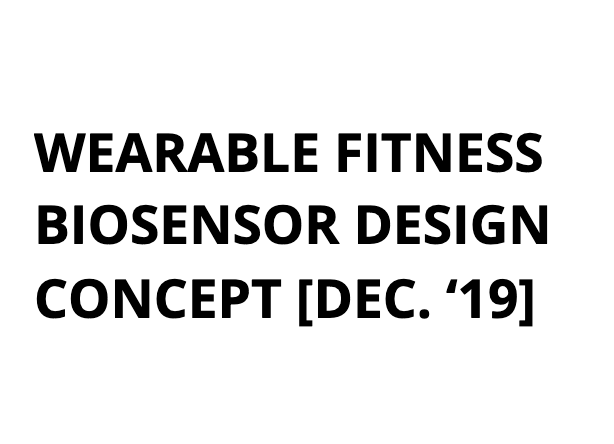 WEARABLE FITNESS
BIOSENSOR DESIGN
CONCEPT [DEC. ‘19]